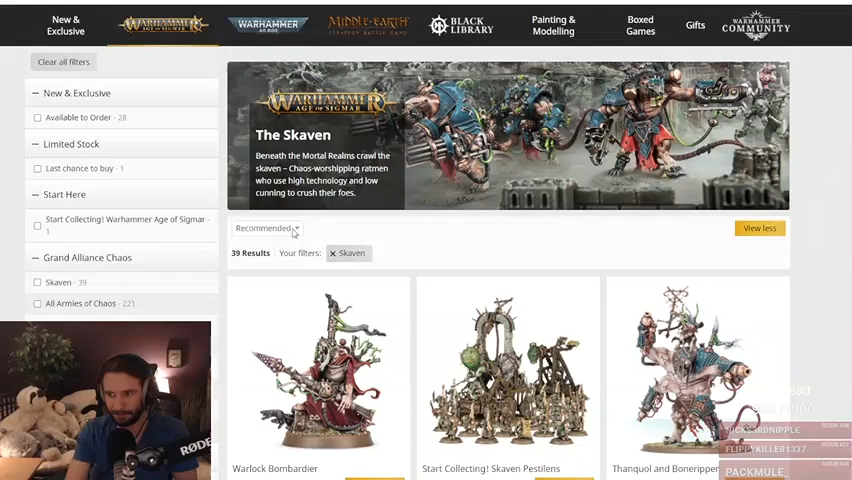 New &
Exclusive
WARHAMMER
AGE OF SIGMAR
WARHAMMER
40,000
MIDDLE-EARTH
STRATEGY BATTLE GAME
BLACK
LIBRARY
Painting &
Modelling
Boxed
Games
Gifts
WARHAMMER
COMMUNITY
Clear all filters
New & Exclusive
Available to Order - 28
Limited Stock
Last chance to buy - 1
Start Here
Start Collecting! Warhammer Age of Sigmar -
1
Grand Alliance Chaos
Skaven - 39
All Armies of Chaos - 221
WARHAMMER
AGE OF SIGMAR
The Skaven
Beneath the Mortal Realms crawl the
skaven – Chaos-worshipping ratmen
who use high technology and low
cunning to crush their foes.
Recommended
View less
39 Results
Your filters:
Skaven
Warlock Bombardier
Start Collecting! Skaven Pestilens
Thanquol and Boneripper
RØDE
NICKS3RDNIPPLE
FLIPPYKILLER1337
PACKMULE_